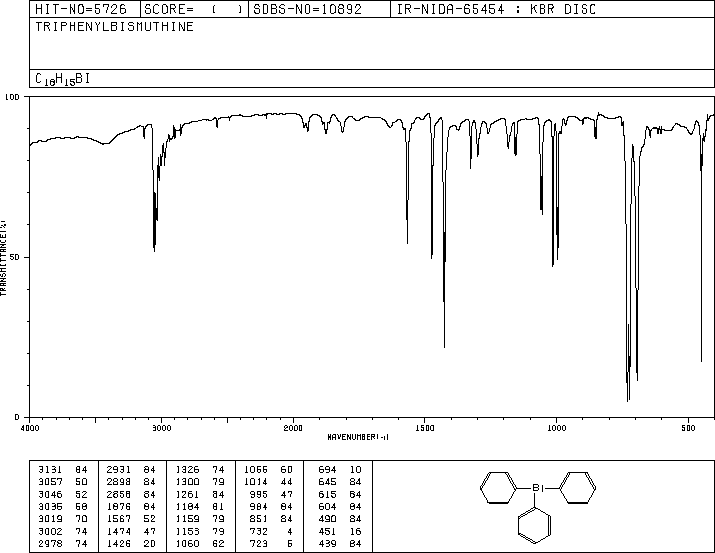 HIT-NO=5726 SCORE= ( ) SDBS-NO=10892 IR-NIDA-65454 : KBR DISC
TRIPHENYLBISMUTHINE
C18H15BI
100
50
0
TRANSMITTANCE(%)
4000 3000 2000 1500 1000 500
WAVENUMBER(-1)
3131 84 2931 84 1326 74 1066 60 694 10
3057 50 2898 84 1300 79 1014 44 645 84
3046 52 2858 84 1261 84 995 47 615 84
3035 58 1876 84 1184 81 984 84 604 84
3019 70 1567 52 1159 79 851 84 490 84
3002 74 1474 47 1153 79 732 4 451 16
2978 74 1426 20 1060 62 723 5 439 84
BI